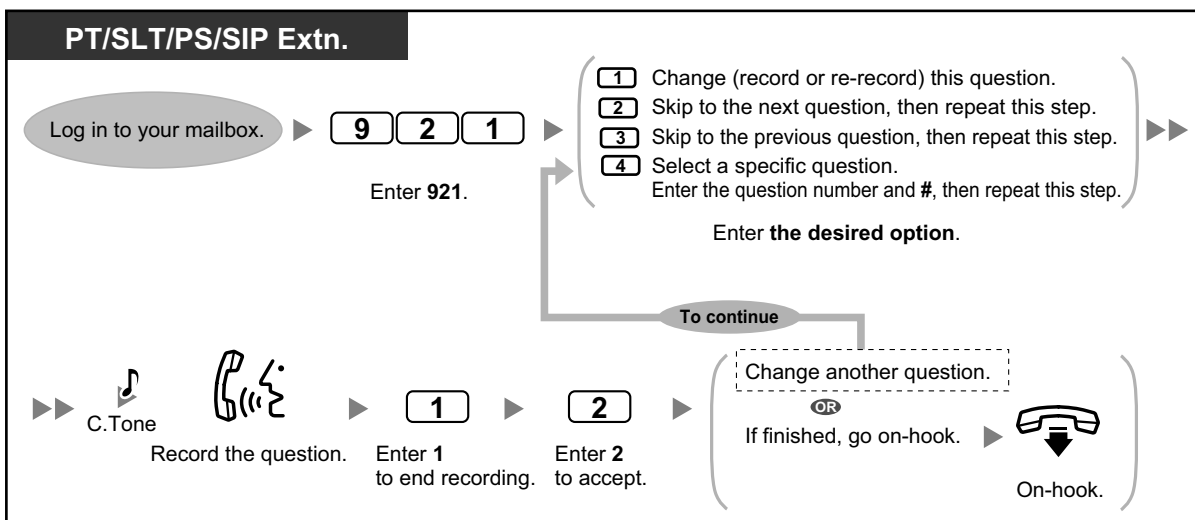 PT/SLT/PS/SIP Extn.
Log in to your mailbox.
9 2 1
Enter 921.
1 Change (record or re-record) this question.
2 Skip to the next question, then repeat this step.
3 Skip to the previous question, then repeat this step.
4 Select a specific question.
Enter the question number and #, then repeat this step.
Enter the desired option.
To continue
C.Tone
Record the question.
1
Enter 1
to end recording.
2
Enter 2
to accept.
Change another question.
OR
If finished, go on-hook.
On-hook.